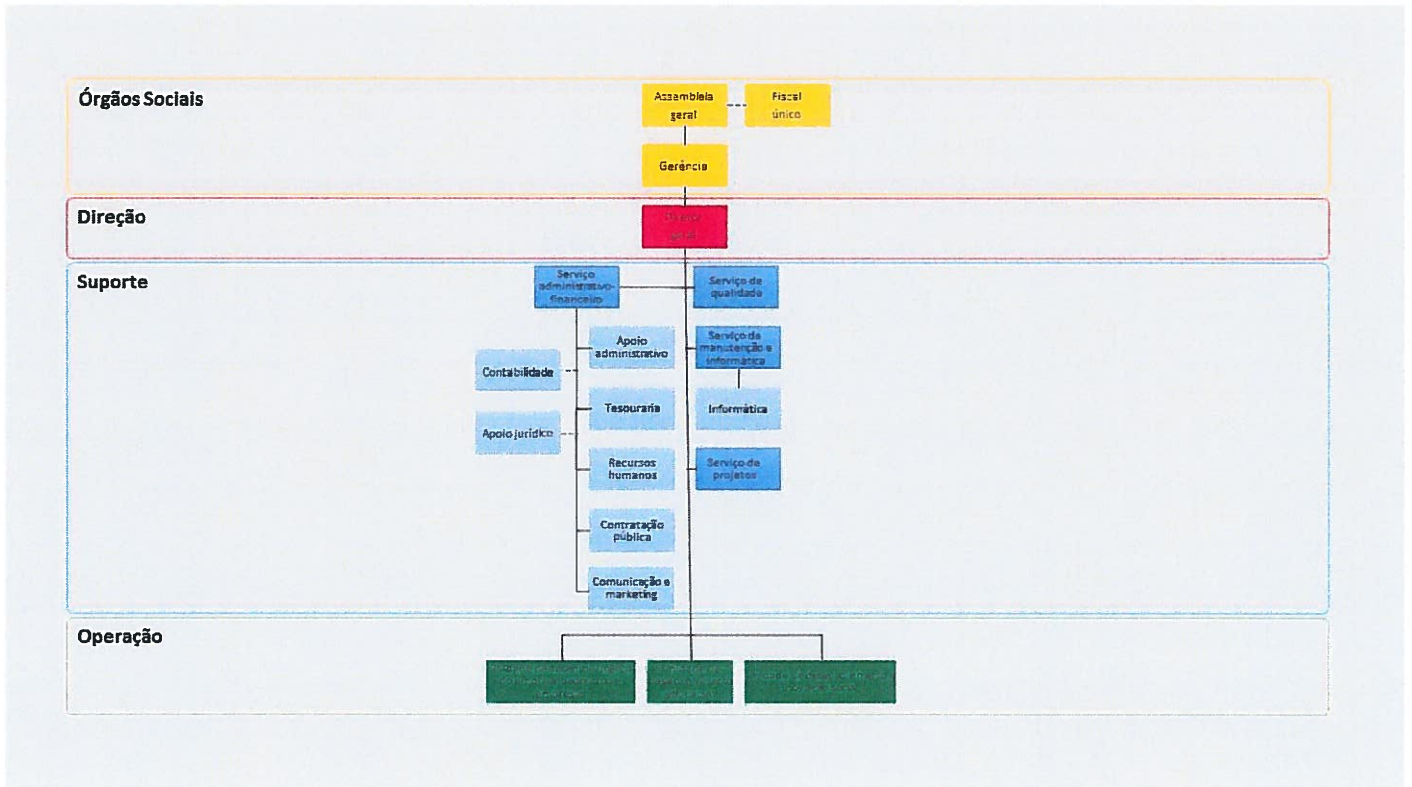 Órgãos Sociais
Assembleia
geral
Fiscal
único
Gerência
Direção
geral
Suporte
Serviço
administrativo-
financeiro
Serviço de
qualidade
Apoio
administrativo
Serviço de
manutenção e
informática
Contabilidade
Tesouraria
Informática
Apoio jurídico
Recursos
humanos
Serviço de
projetos
Contratação
pública
Comunicação e
marketing
Operação